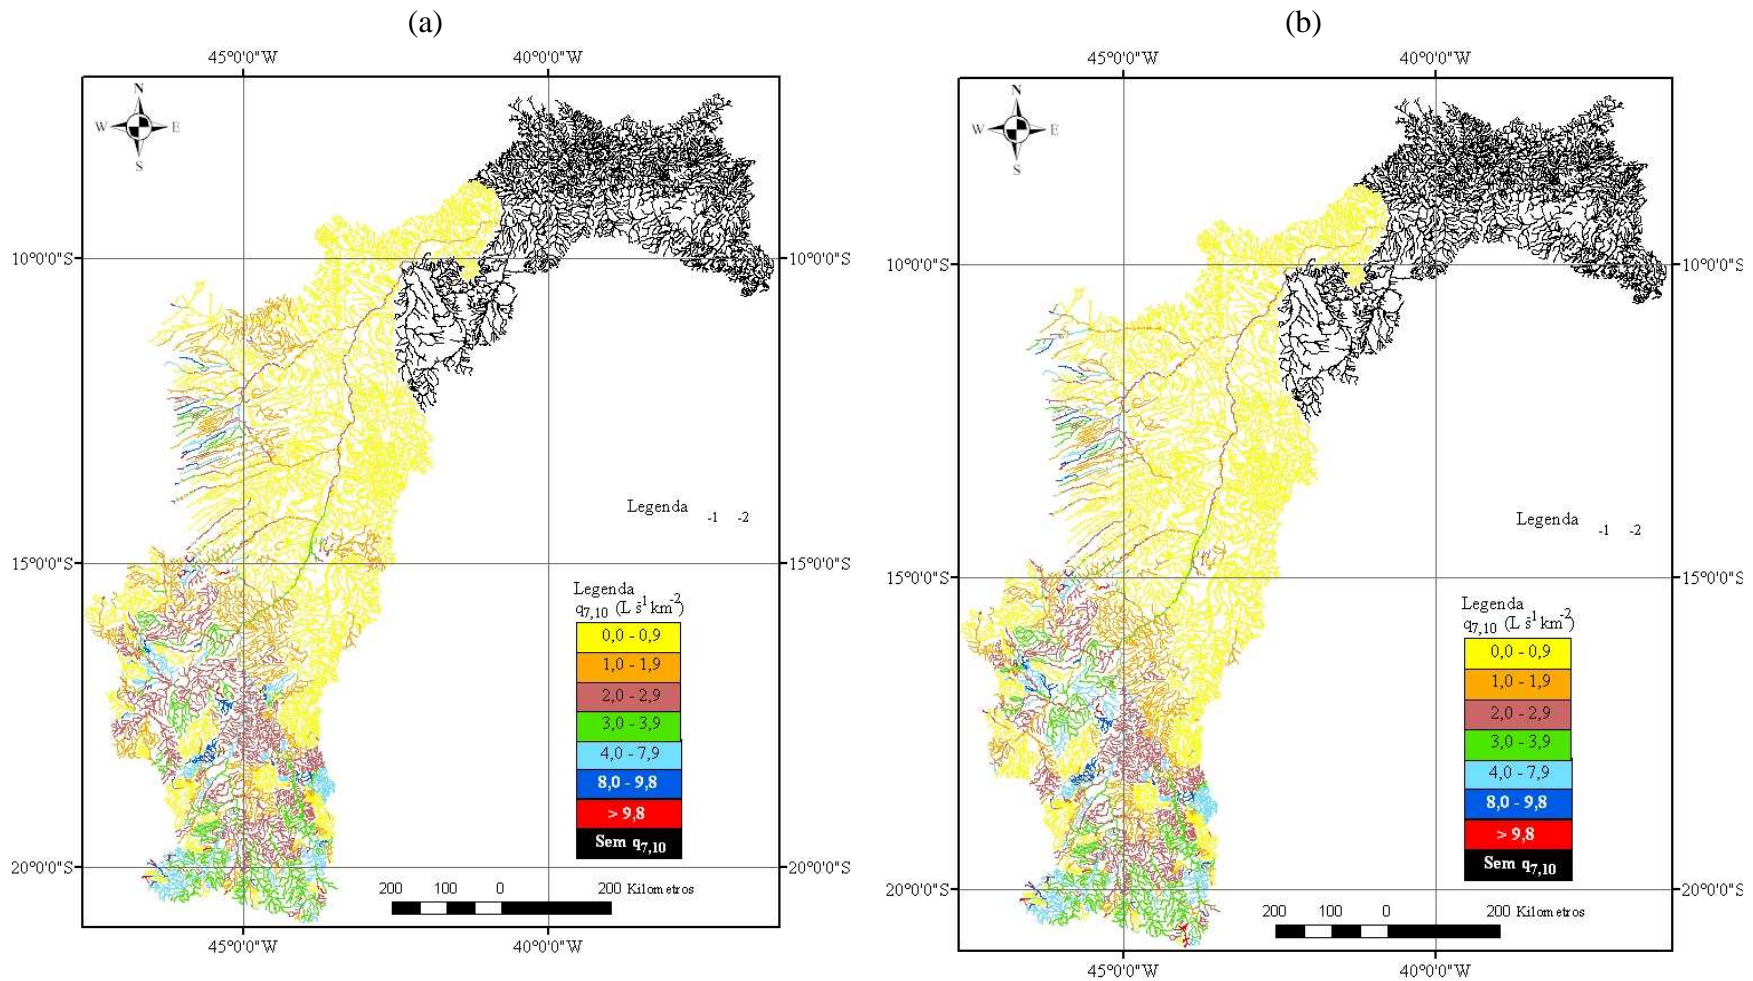 (a)
(b)
45°0'0"W 40°0'0"W
45°0'0"W 40°0'0"W
N
W E
S
N
W E
S
10°0'0"S 10°0'0"S
10°0'0"S 10°0'0"S
Legenda -1 -2
Legenda -1 -2
15°0'0"S 15°0'0"S
15°0'0"S 15°0'0"S
Legenda
q7,10 (L s-1 km-2)
0,0 - 0,9
1,0 - 1,9
2,0 - 2,9
3,0 - 3,9
4,0 - 7,9
8,0 - 9,8
> 9,8
Sem q7,10
Legenda
q7,10 (L s-1 km-2)
0,0 - 0,9
1,0 - 1,9
2,0 - 2,9
3,0 - 3,9
4,0 - 7,9
8,0 - 9,8
> 9,8
Sem q7,10
20°0'0"S 20°0'0"S
20°0'0"S 20°0'0"S
200 100 0 200 Kilometros
200 100 0 200 Kilometros
45°0'0"W 40°0'0"W
45°0'0"W 40°0'0"W